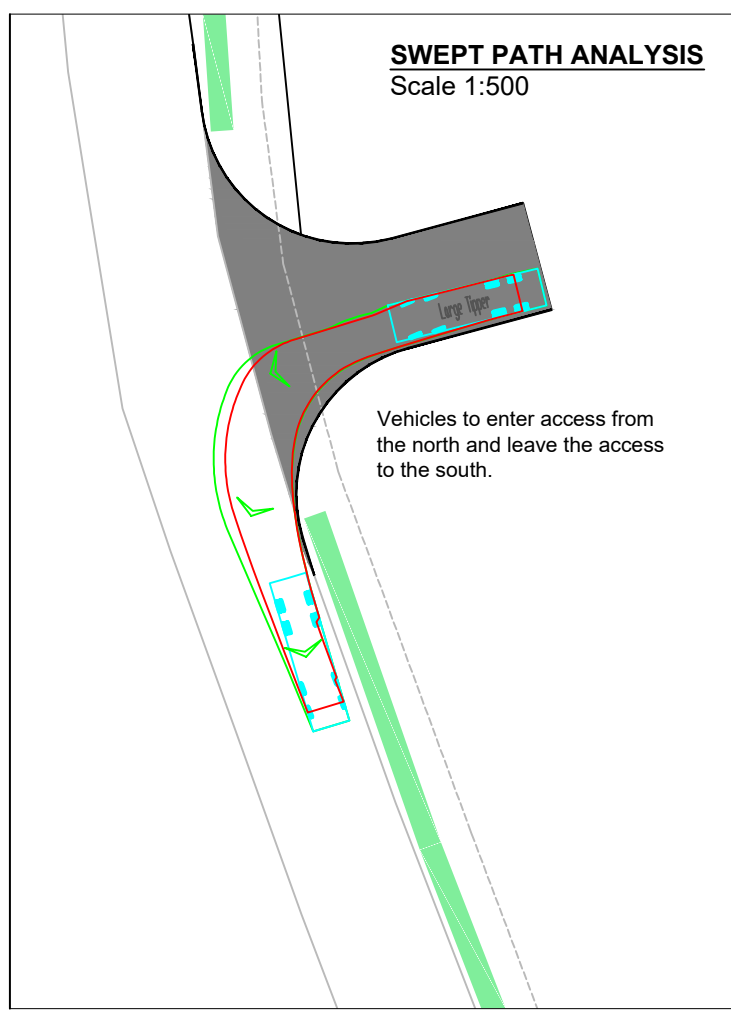 SWEPT PATH ANALYSIS
Scale 1:500
Large Tipper
Vehicles to enter access from
the north and leave the access
to the south.